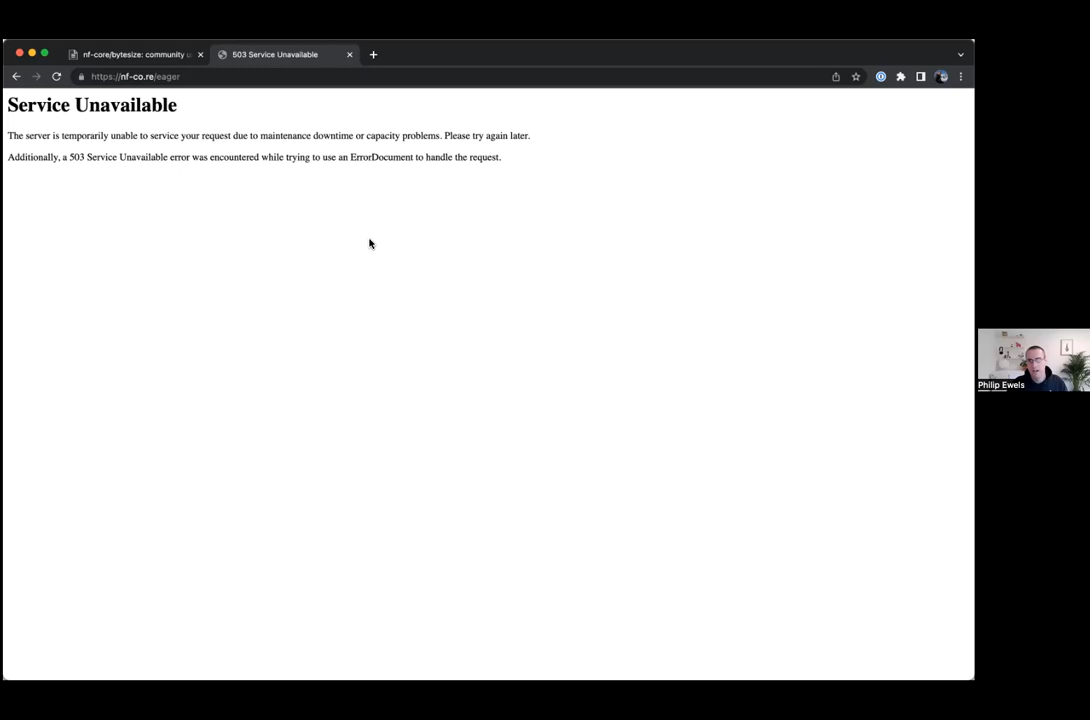 nf-core/bytesize: community u
503 Service Unavailable
https://nf-co.re/eager
Service Unavailable
The server is temporarily unable to service your request due to maintenance downtime or capacity problems. Please try again later.
Additionally, a 503 Service Unavailable error was encountered while trying to use an ErrorDocument to handle the request.
Philip Ewels